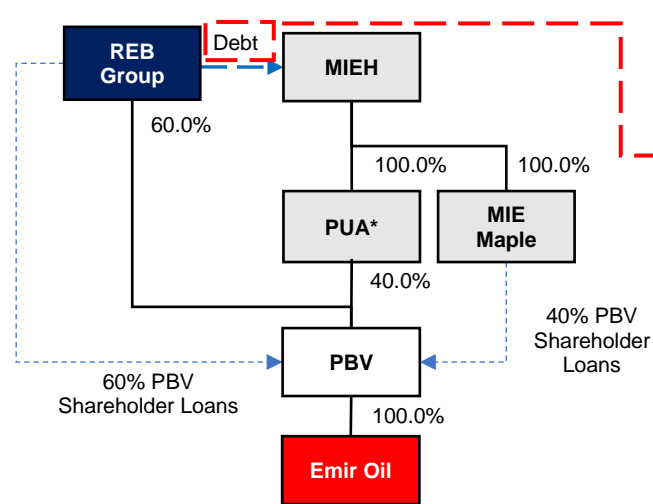 REB
Group
Debt
MIEH
60.0%
100.0%
100.0%
PUA*
MIE
Maple
40.0%
40% PBV
Shareholder
Loans
PBV
60% PBV
Shareholder Loans
100.0%
Emir Oil